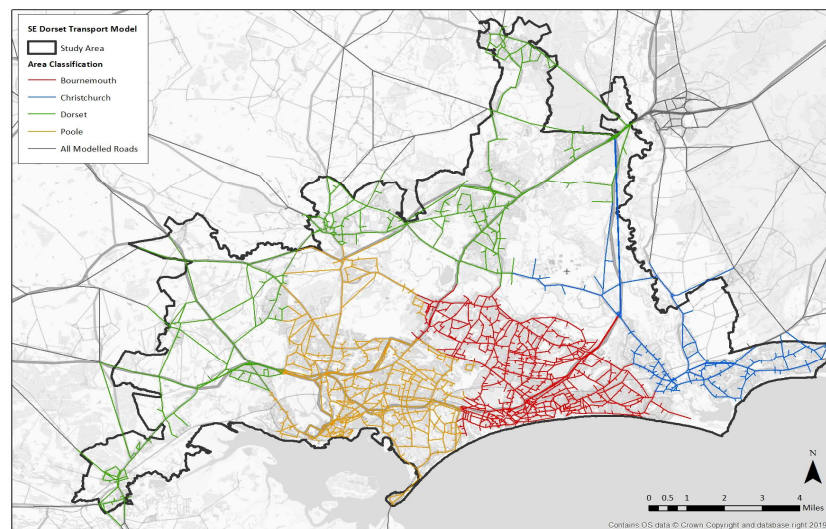 SE Dorset Transport Model
Study Area
Area Classification
Bournemouth
Christchurch
Dorset
Poole
All Modelled Roads
N
0 0.5 1 2 3 4
Miles
Contains OS data © Crown Copyright and database right 2019